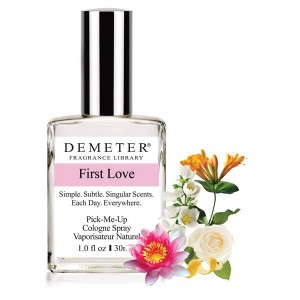 DEMETER®
FRAGRANCE LIBRARY
First Love
Simple. Subtle. Singular Scents.
Each Day. Everywhere.
Pick-Me-Up
Cologne Spray
Vaporisateur Naturel
1.0 fl oz 30